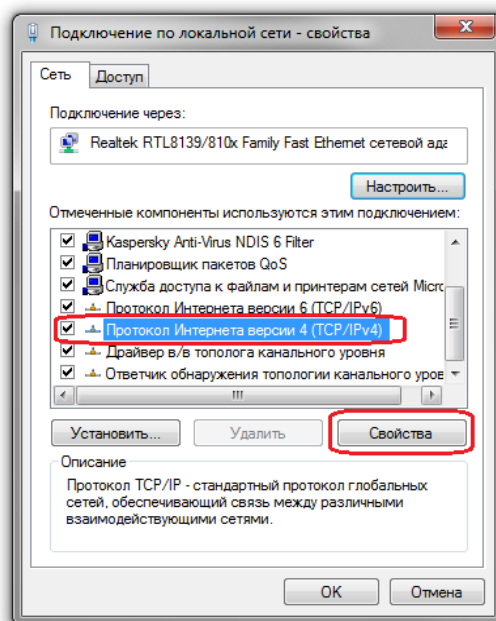 Подключение по локальной сети - свойства
Сеть
Доступ
Подключение через:
Realtek RTL8139/810x Family Fast Ethernet сетевой ада
Настроить...
Отмеченные компоненты используются этим подключением:
Kaspersky Anti-Virus NDIS 6 Filter
Планировщик пакетов QoS
Служба доступа к файлам и принтерам сетей Micro
Протокол Интернета версии 6 (TCP/IPv6)
Протокол Интернета версии 4 (TCP/IPv4)
Драйвер в/в тополога канального уровня
Ответчик обнаружения топологии канального уров
Установить...
Удалить
Свойства
Описание
Протокол TCP/IP - стандартный протокол глобальных
сетей, обеспечивающий связь между различными
взаимодействующими сетями.
OK
Отмена